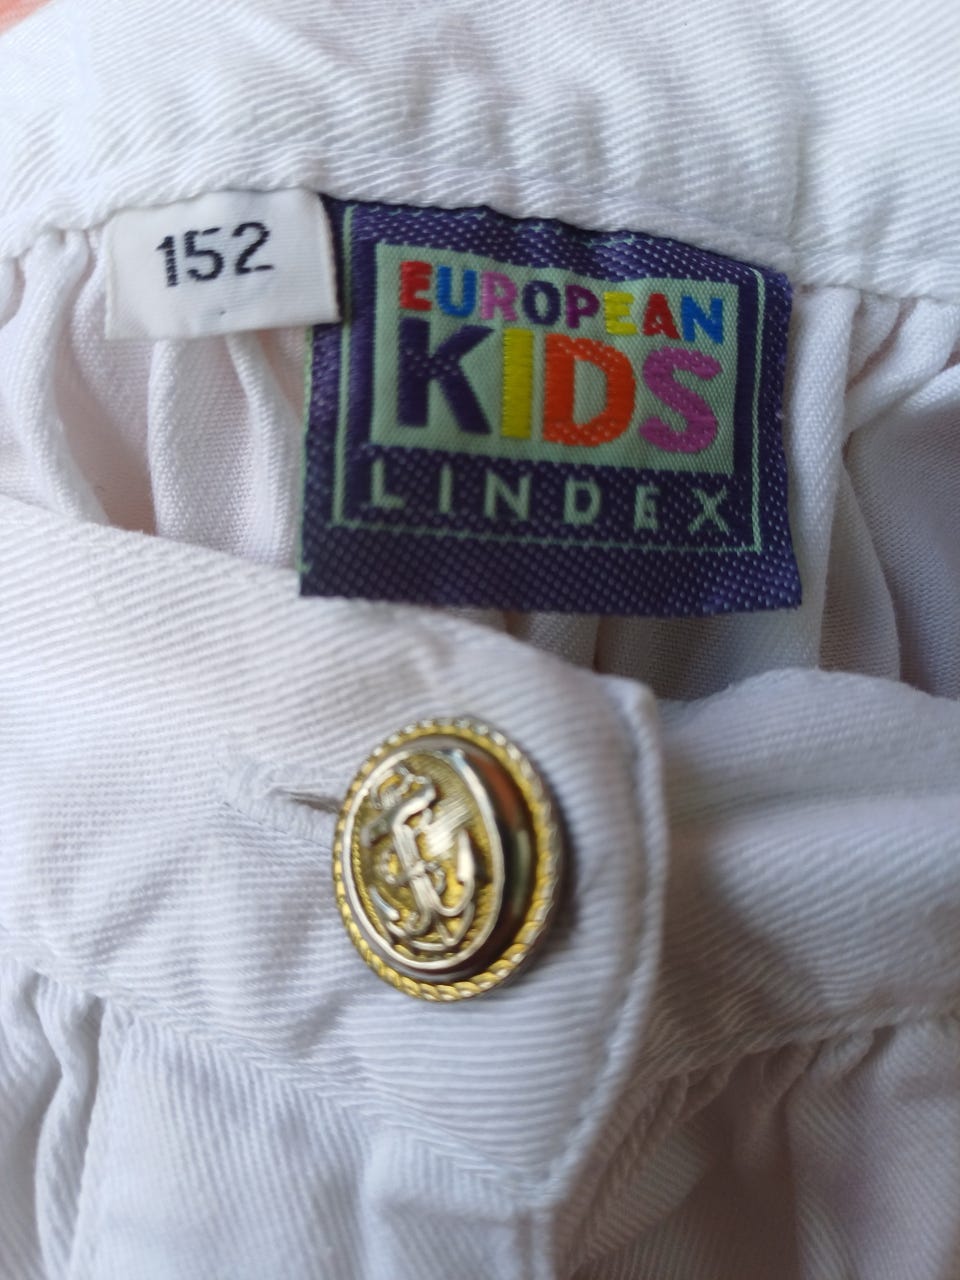 152
EUROPEAN
KIDS
LINDEX